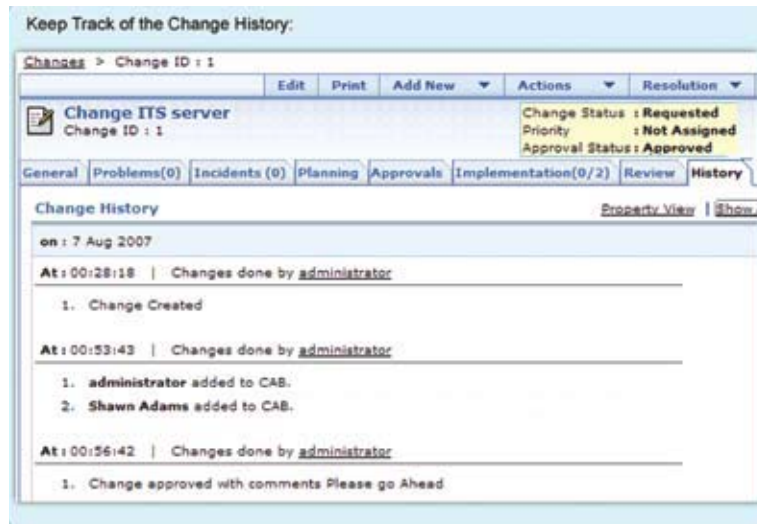 Keep Track of the Change History:
Changes > Change ID : 1
Edit Print Add New Actions Resolution
Change ITS server
Change ID : 1
Change Status : Requested
Priority : Not Assigned
Approval Status : Approved
General Problems(0) Incidents (0) Planning Approvals Implementation(0/2) Review History
Change History
Property View | Show
on : 7 Aug 2007
At : 00:28:18 | Changes done by administrator
1. Change Created
At : 00:53:43 | Changes done by administrator
1. administrator added to CAB.
2. Shawn Adams added to CAB.
At : 00:56:42 | Changes done by administrator
1. Change approved with comments Please go Ahead